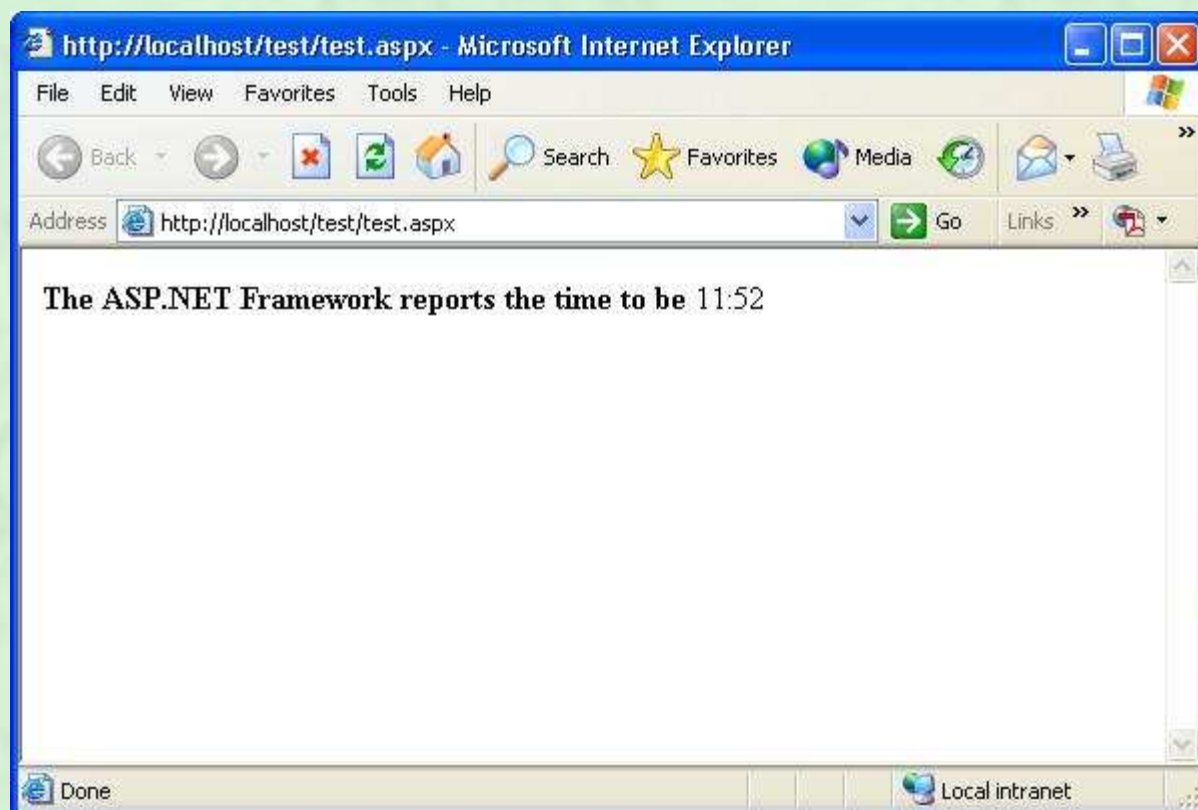 http://localhost/test/test.aspx - Microsoft Internet Explorer
File Edit View Favorites Tools Help
Back Search Favorites Media
Address http://localhost/test/test.aspx Go Links
The ASP.NET Framework reports the time to be 11:52
Done Local intranet